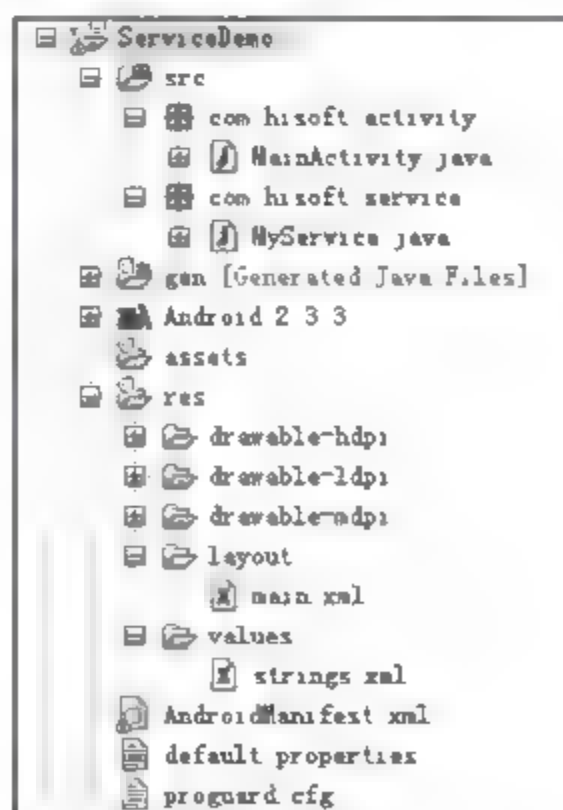 ServiceDemo
src
com hisoft activity
MainActivity java
com hisoft service
MyService java
gen [Generated Java Files]
Android 2 3 3
assets
res
drawable-hdpi
drawable-ldpi
drawable-mdpi
layout
main xml
values
strings xml
AndroidManifest xml
default properties
proguard cfg